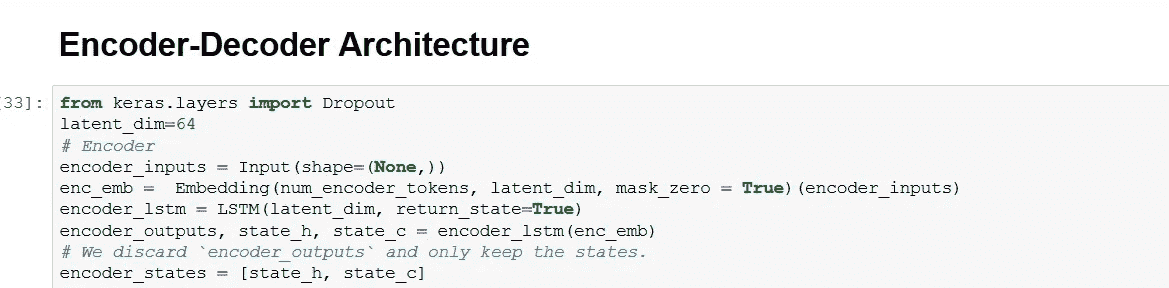 Encoder-Decoder Architecture
33]:
from keras.layers import Dropout
latent_dim=64
# Encoder
encoder_inputs = Input(shape=(None,))
enc_emb =  Embedding(num_encoder_tokens, latent_dim, mask_zero = True)(encoder_inputs)
encoder_lstm = LSTM(latent_dim, return_state=True)
encoder_outputs, state_h, state_c = encoder_lstm(enc_emb)
# We discard `encoder_outputs` and only keep the states.
encoder_states = [state_h, state_c]